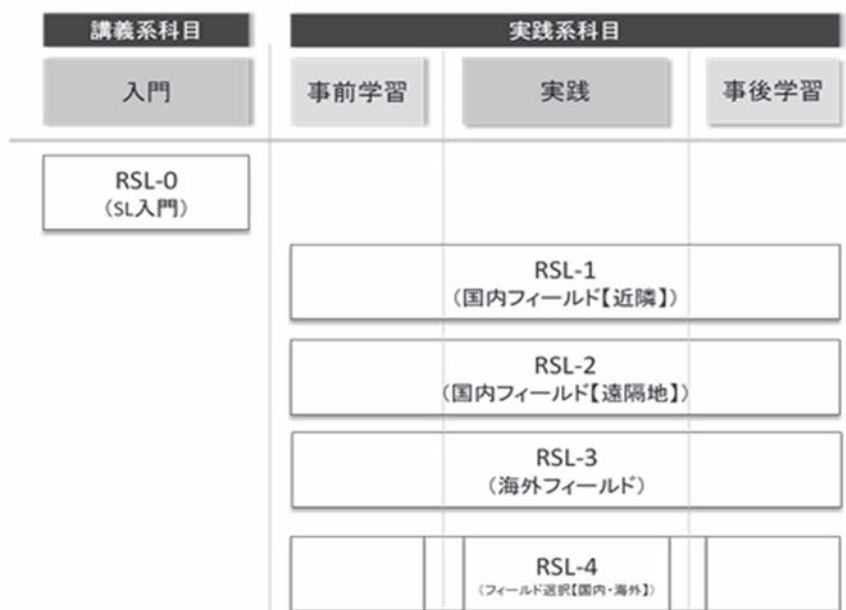 講義系科目
実践系科目
入門
事前学習
実践
事後学習
RSL-0
（SL入門）
RSL-1
（国内フィールド【近隣】）
RSL-2
（国内フィールド【遠隔地】）
RSL-3
（海外フィールド）
RSL-4
（フィールド選択【国内・海外】）